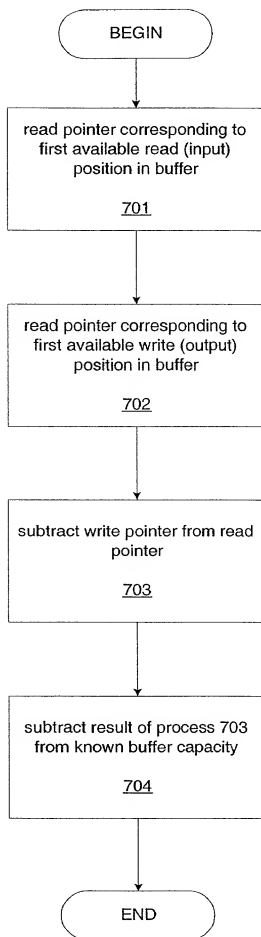 BEGIN
read pointer corresponding to
first available read (input)
position in buffer
701
read pointer corresponding to
first available write (output)
position in buffer
702
subtract write pointer from read
pointer
703
subtract result of process 703
from known buffer capacity
704
END